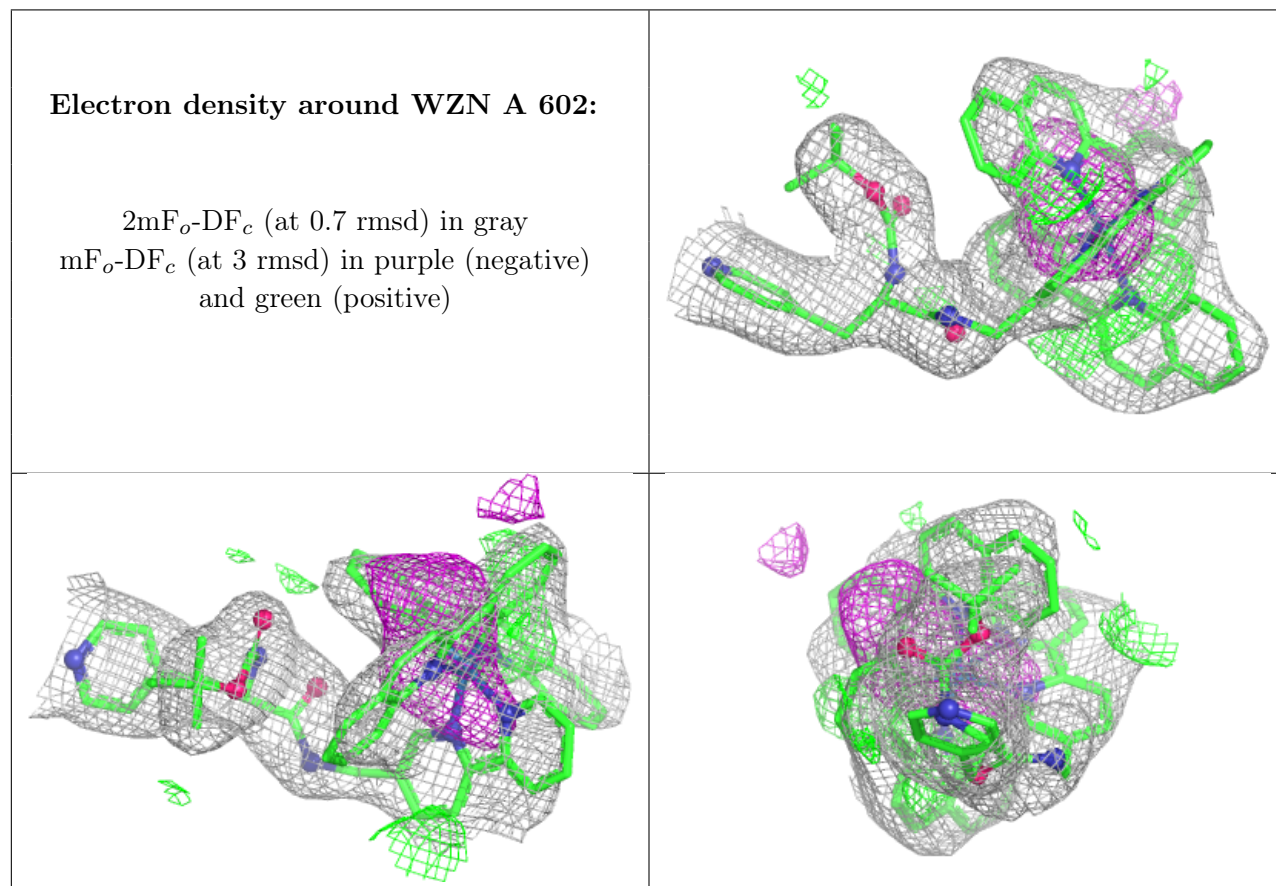 Electron density around WZN A 602:
2mFₒ-DF𝒸 (at 0.7 rmsd) in gray
mFₒ-DF𝒸 (at 3 rmsd) in purple (negative)
and green (positive)